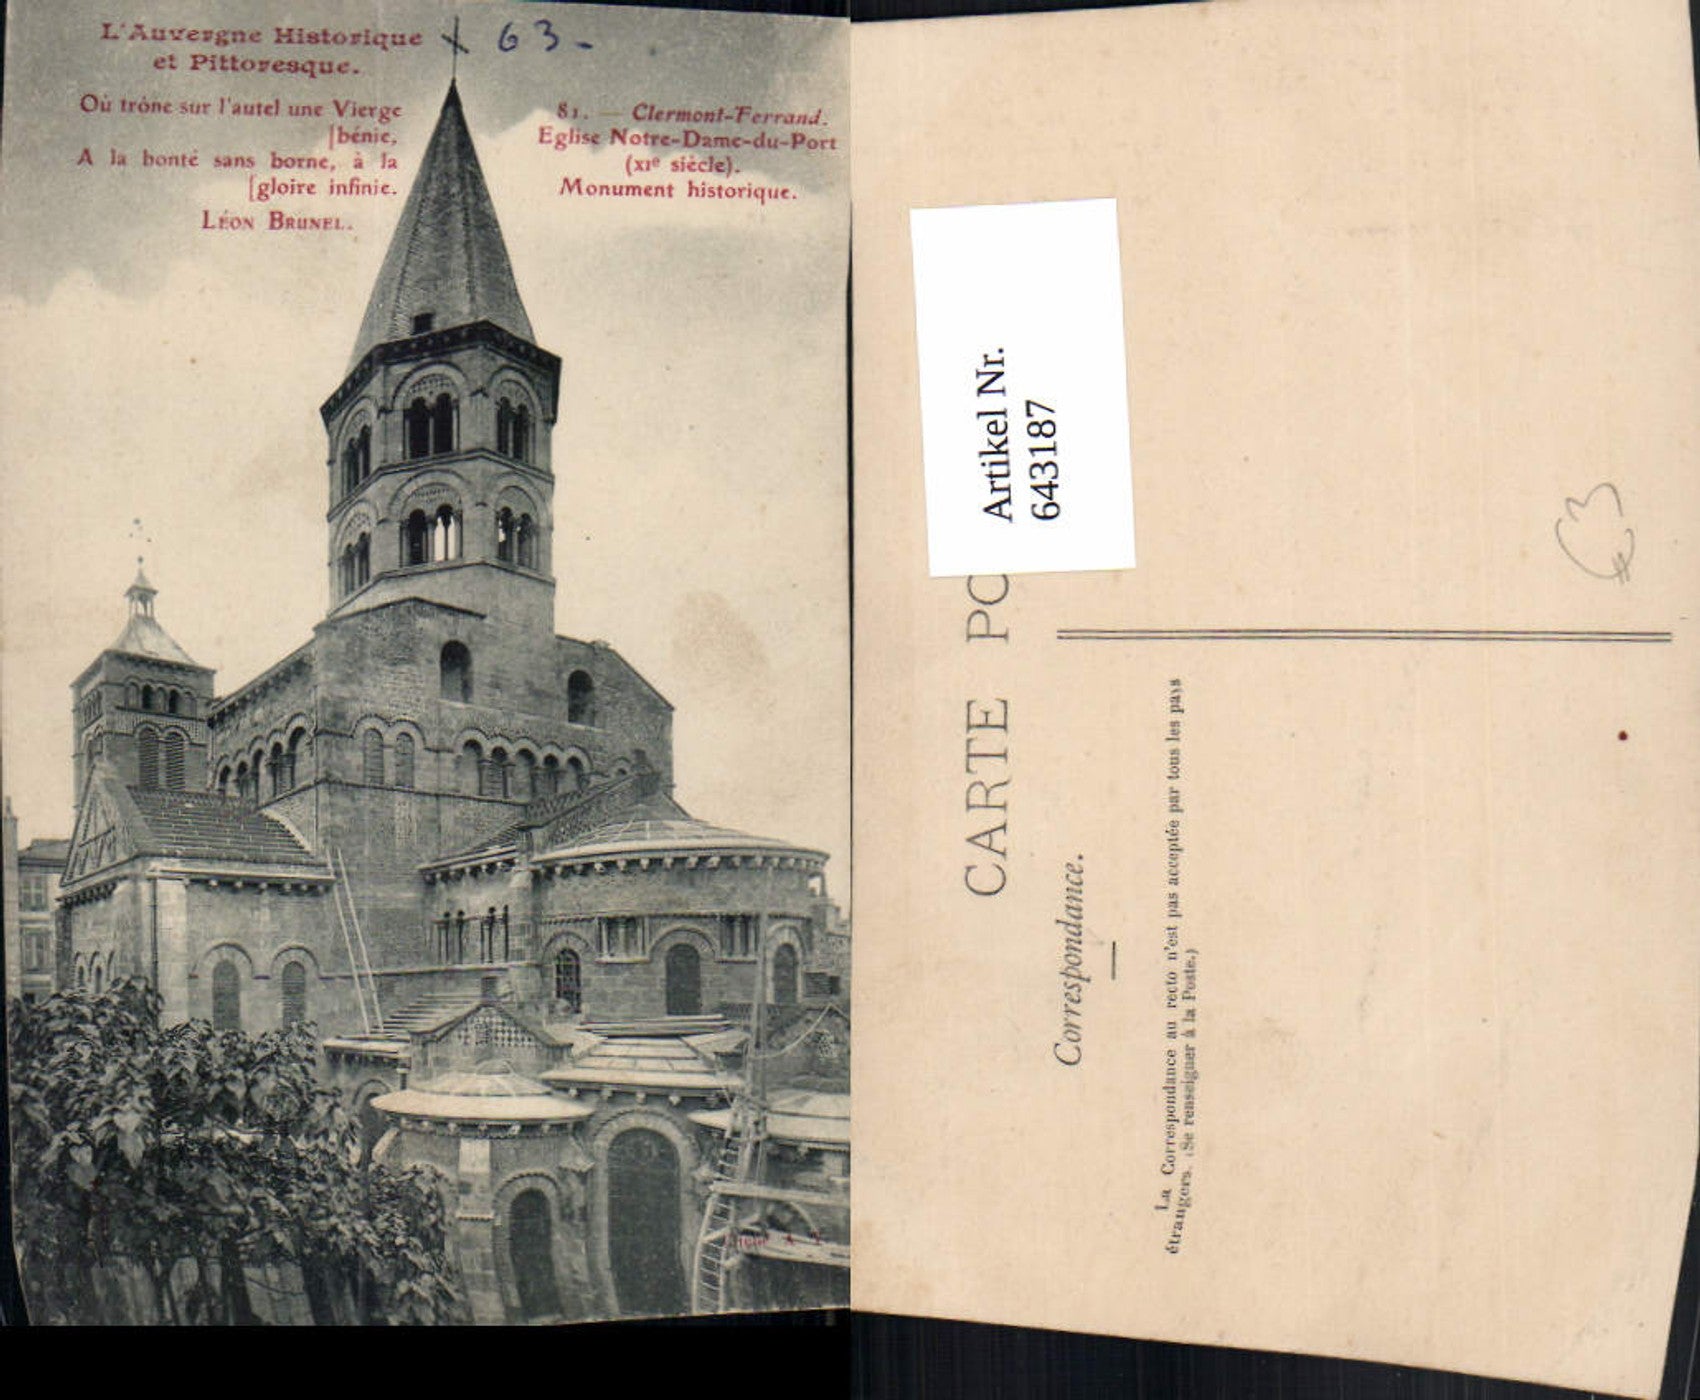 L'Auvergne Historique
et Pittoresque.
63-
Où trône sur l'autel une Vierge
[bénie,
A la bonté sans borne, à la
[gloire infinie.
LÉON BRUNEL.
81. — Clermont-Ferrand.
Eglise Notre-Dame-du-Port
(XIe siècle).
Monument historique.
Artikel Nr.
643187
CARTE PO
Correspondance.
La Correspondance au recto n'est pas acceptée par tous les pays
étrangers. (Se renseigner à la Poste.)
63